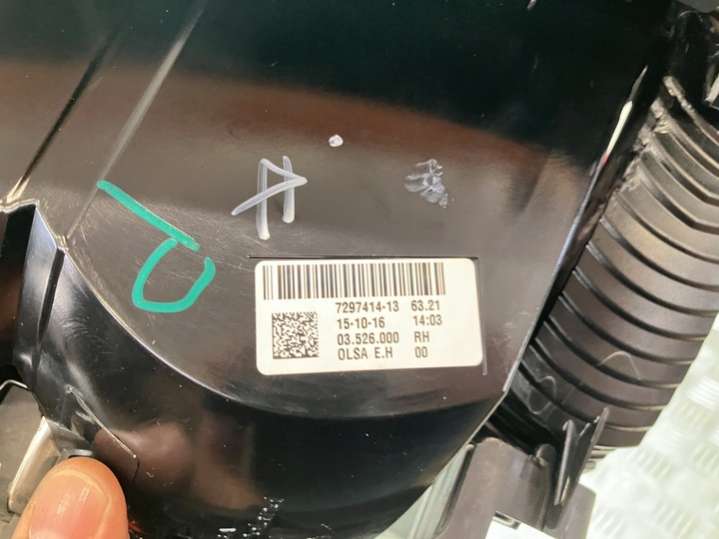 7297414-13 63.21
15-10-16 14:03
03.526.000 RH
OLSA E.H 00